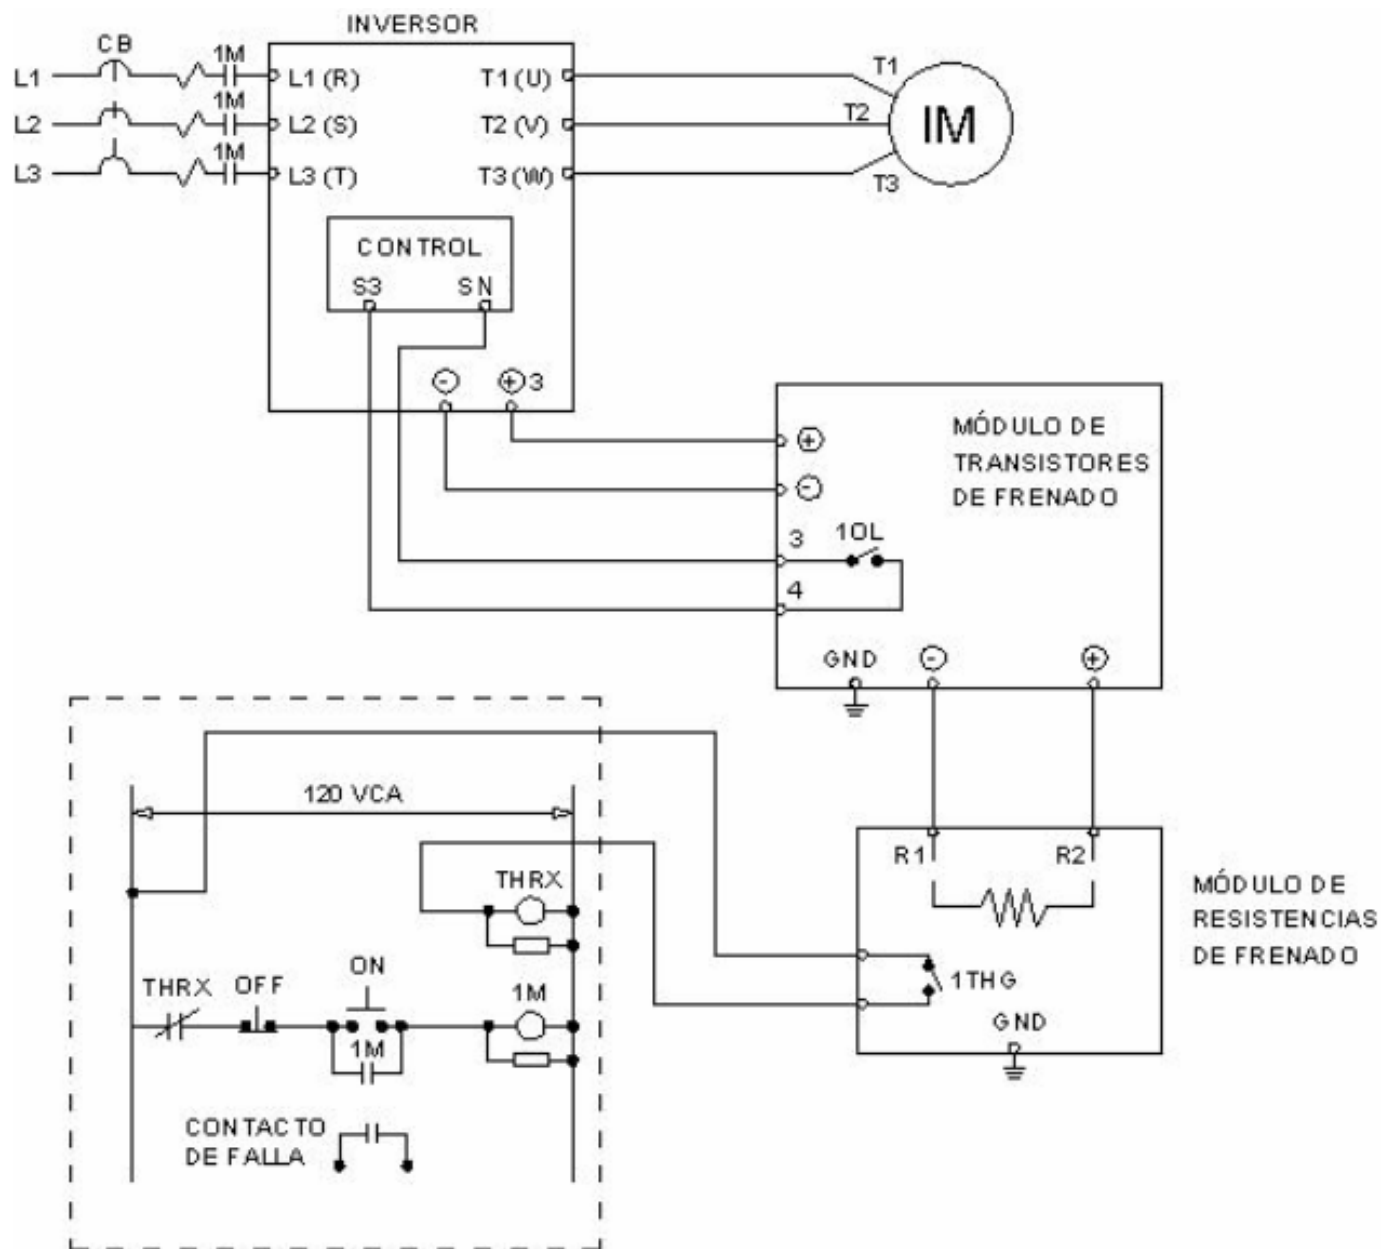 INVERSOR
CB
1M
L1
L1 (R)
T1 (U)
T1
1M
L2
L2 (S)
T2 (V)
T2
IM
1M
L3
L3 (T)
T3 (W)
T3
CONTROL
S3
SN
-
+
3
+
MÓDULO DE
TRANSISTORES
DE FRENADO
-
3
1OL
4
GND
-
+
120 VCA
R1
R2
THRX
MÓDULO DE
RESISTENCIAS
DE FRENADO
ON
THRX
OFF
1M
1THG
1M
GND
CONTACTO
DE FALLA